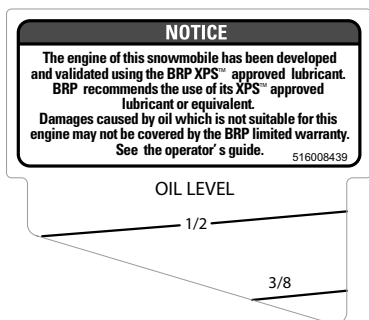 NOTICE
The engine of this snowmobile has been developed
and validated using the BRP XPS™ approved lubricant.
BRP recommends the use of its XPS™ approved
lubricant or equivalent.
Damages caused by oil which is not suitable for this
engine may not be covered by the BRP limited warranty.
See the operator's guide.
516008439
OIL LEVEL
1/2
3/8